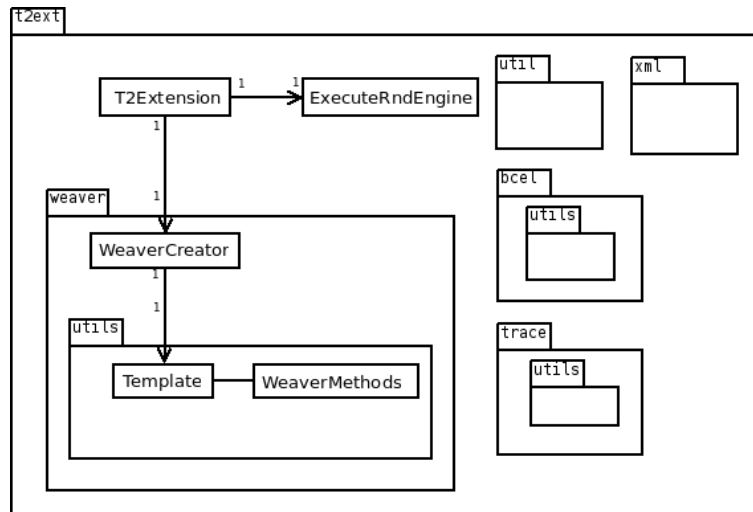 t2ext
T2Extension
1
1
ExecuteRndEngine
util
xml
1
1
weaver
WeaverCreator
1
1
utils
Template
WeaverMethods
bcel
utils
trace
utils